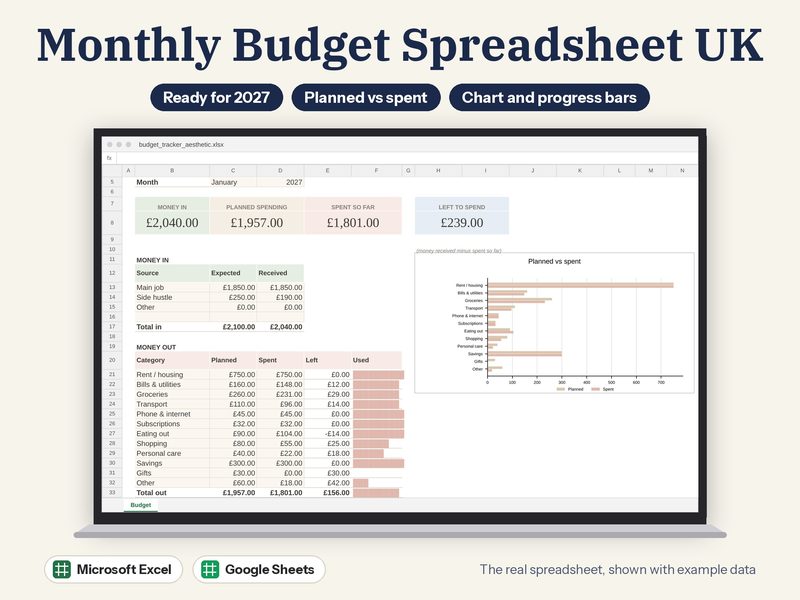 Monthly Budget Spreadsheet UK
Ready for 2027
Planned vs spent
Chart and progress bars
budget_tracker_aesthetic.xlsx
fx
A B C D E F G H I J K L M N
5 Month January 2027
6
7 MONEY IN PLANNED SPENDING SPENT SO FAR LEFT TO SPEND
8 £2,040.00 £1,957.00 £1,801.00 £239.00
9
10 (money received minus spent so far)
11 MONEY IN
12 Source Expected Received
13 Main job £1,850.00 £1,850.00
14 Side hustle £250.00 £190.00
15 Other £0.00 £0.00
16
17 Total in £2,100.00 £2,040.00
18
19 MONEY OUT
20 Category Planned Spent Left Used
21 Rent / housing £750.00 £750.00 £0.00
22 Bills & utilities £160.00 £148.00 £12.00
23 Groceries £260.00 £231.00 £29.00
24 Transport £110.00 £96.00 £14.00
25 Phone & internet £45.00 £45.00 £0.00
26 Subscriptions £32.00 £32.00 £0.00
27 Eating out £90.00 £104.00 -£14.00
28 Shopping £80.00 £55.00 £25.00
29 Personal care £40.00 £22.00 £18.00
30 Savings £300.00 £300.00 £0.00
31 Gifts £30.00 £0.00 £30.00
32 Other £60.00 £18.00 £42.00
33 Total out £1,957.00 £1,801.00 £156.00
Planned vs spent
Rent / housing
Bills & utilities
Groceries
Transport
Phone & internet
Subscriptions
Eating out
Shopping
Personal care
Savings
Gifts
Other
0 100 200 300 400 500 600 700
Planned Spent
Budget
Microsoft Excel
Google Sheets
The real spreadsheet, shown with example data